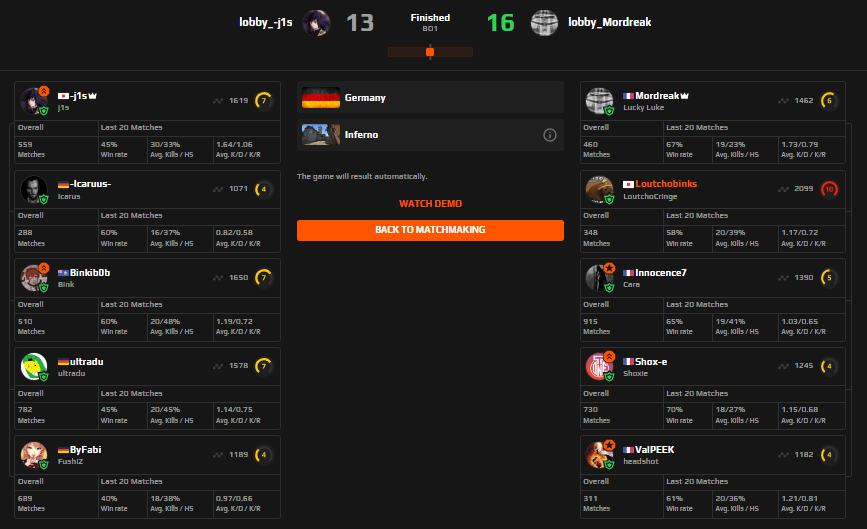 lobby_-j1s
13
Finished
BO1
16
lobby_Mordreak
-j1s
j1s
1619
7
Overall
Last 20 Matches
559
Matches
45%
Win rate
30/33%
Avg. Kills / HS
1.64/1.06
Avg. K/D / K/R
-Icaruus-
Icarus
1071
4
Overall
Last 20 Matches
288
Matches
60%
Win rate
16/37%
Avg. Kills / HS
0.82/0.58
Avg. K/D / K/R
Binkib0b
Bink
1650
7
Overall
Last 20 Matches
510
Matches
60%
Win rate
20/48%
Avg. Kills / HS
1.19/0.72
Avg. K/D / K/R
ultradu
ultradu
1578
7
Overall
Last 20 Matches
782
Matches
45%
Win rate
20/45%
Avg. Kills / HS
1.14/0.75
Avg. K/D / K/R
ByFabi
FushiZ
1189
4
Overall
Last 20 Matches
689
Matches
40%
Win rate
18/38%
Avg. Kills / HS
0.97/0.66
Avg. K/D / K/R
Germany
Inferno
The game will result automatically.
WATCH DEMO
BACK TO MATCHMAKING
Mordreak
Lucky Luke
1462
6
Overall
Last 20 Matches
460
Matches
67%
Win rate
19/23%
Avg. Kills / HS
1.73/0.79
Avg. K/D / K/R
Loutchobinks
LoutchoCringe
2099
10
Overall
Last 20 Matches
348
Matches
58%
Win rate
20/39%
Avg. Kills / HS
1.17/0.72
Avg. K/D / K/R
Innocence7
Cara
1390
5
Overall
Last 20 Matches
915
Matches
65%
Win rate
19/41%
Avg. Kills / HS
1.03/0.65
Avg. K/D / K/R
Shox-e
Shoxie
1245
4
Overall
Last 20 Matches
730
Matches
70%
Win rate
18/27%
Avg. Kills / HS
1.15/0.68
Avg. K/D / K/R
ValPEEK
headshot
1182
4
Overall
Last 20 Matches
311
Matches
61%
Win rate
20/36%
Avg. Kills / HS
1.21/0.81
Avg. K/D / K/R